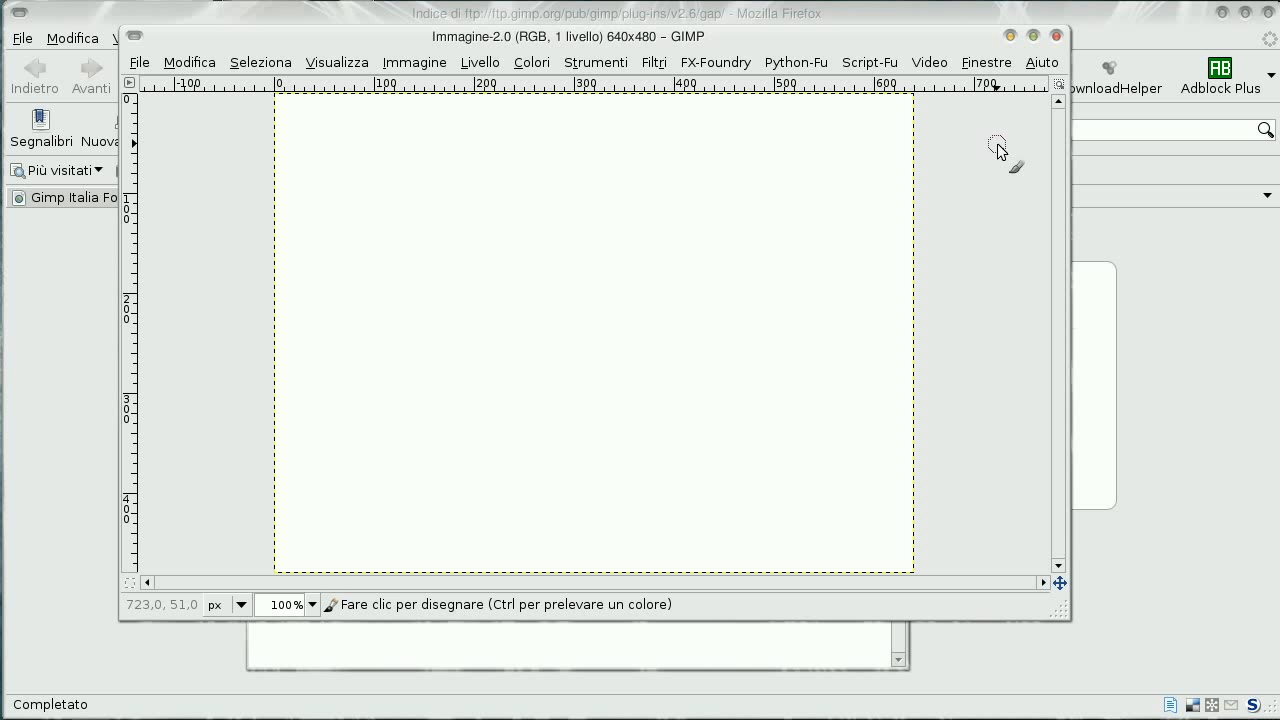 Indice di ftp://ftp.gimp.org/pub/gimp/plug-ins/v2.6/gap/ - Mozilla Firefox
File Modifica
Immagine-2.0 (RGB, 1 livello) 640x480 – GIMP
File Modifica Seleziona Visualizza Immagine Livello Colori Strumenti Filtri FX-Foundry Python-Fu Script-Fu Video Finestre Aiuto
-100 0 100 200 300 400 500 600 700
0
100
200
300
400
Indietro Avanti
ownloadHelper AB Adblock Plus
Segnalibri Nuova
Più visitati
Gimp Italia Fo
723,0, 51,0 px 100% Fare clic per disegnare (Ctrl per prelevare un colore)
Completato
S